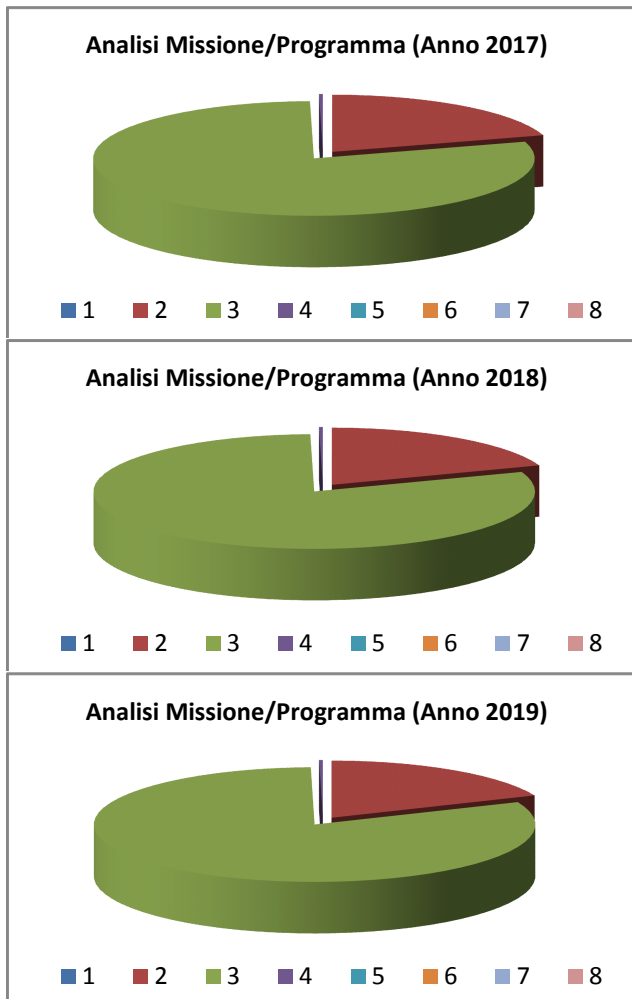 Analisi Missione/Programma (Anno 2017)
1 2 3 4 5 6 7 8
Analisi Missione/Programma (Anno 2018)
1 2 3 4 5 6 7 8
Analisi Missione/Programma (Anno 2019)
1 2 3 4 5 6 7 8